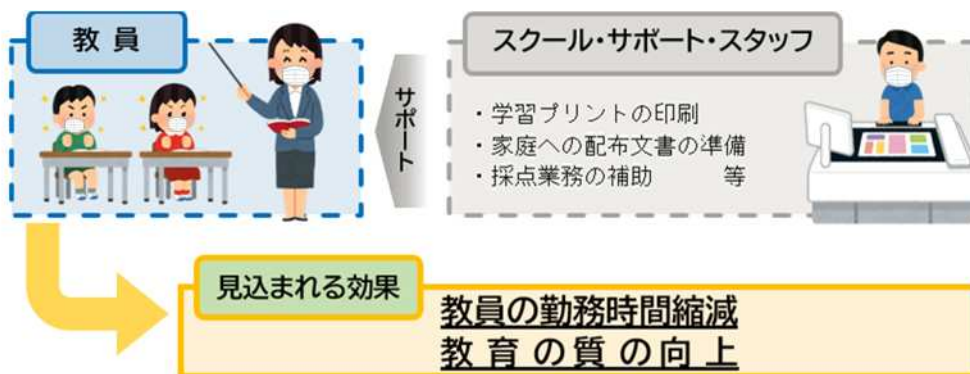 教員
スクール・サポート・スタッフ
サポート
・学習プリントの印刷
・家庭への配布文書の準備
・採点業務の補助　　　等
見込まれる効果
教員の勤務時間縮減
教育の質の向上